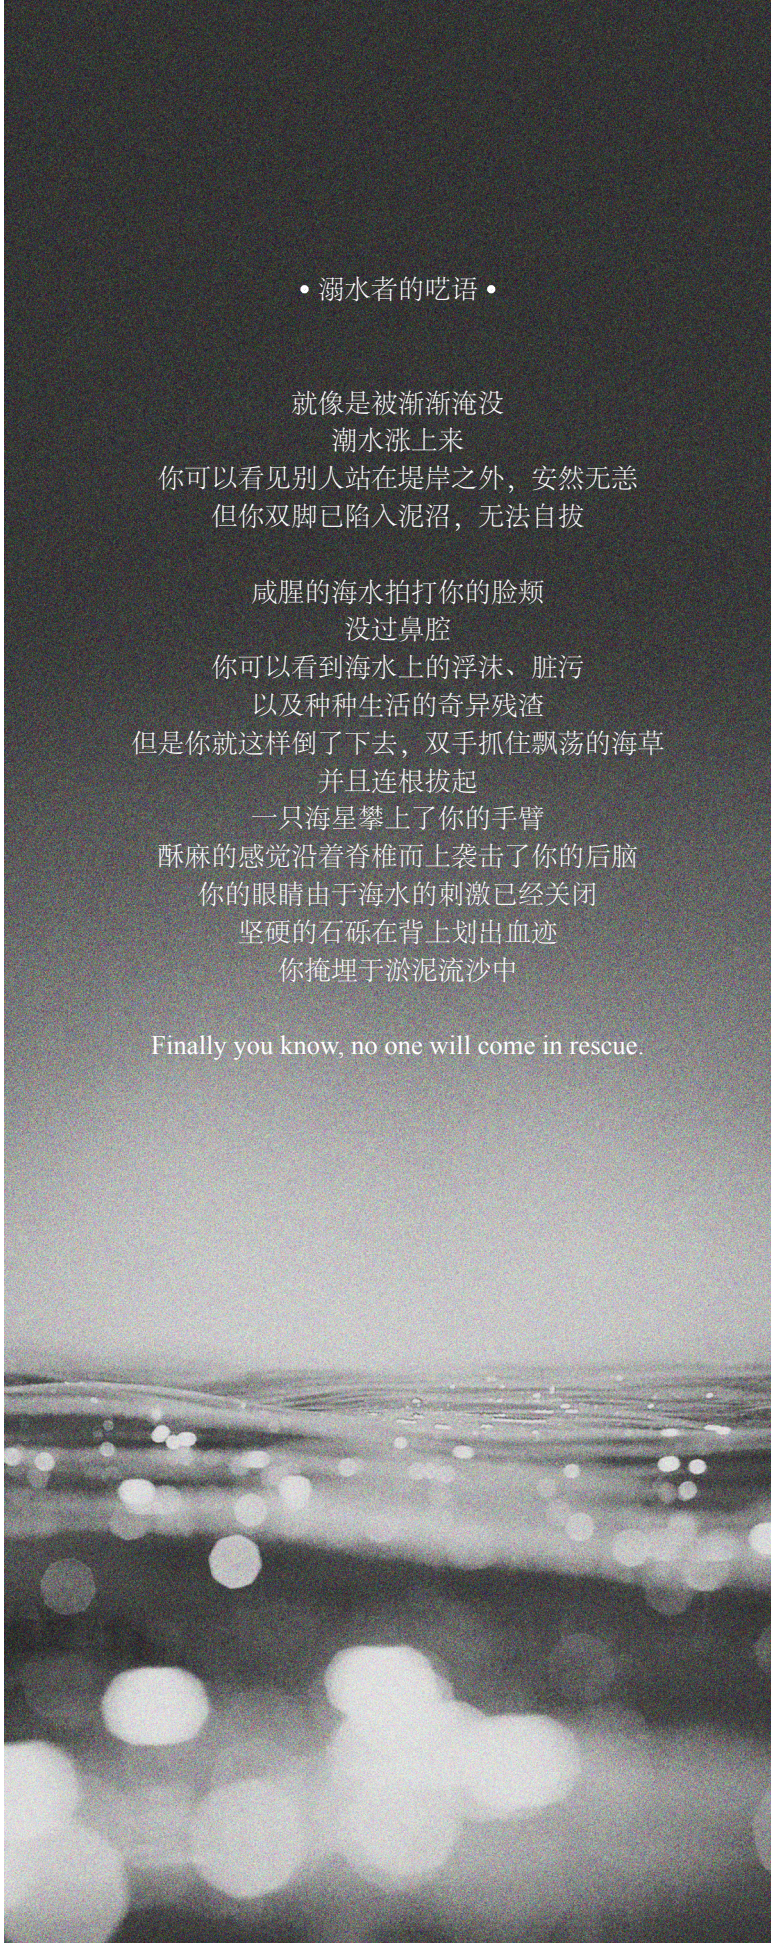 • 溺水者的呓语 •
就像是被渐渐淹没
潮水涨上来
你可以看见别人站在堤岸之外，安然无恙
但你双脚已陷入泥沼，无法自拔
咸腥的海水拍打你的脸颊
没过鼻腔
你可以看到海水上的浮沫、脏污
以及种种生活的奇异残渣
但是你就这样倒了下去，双手抓住飘荡的海草
并且连根拔起
一只海星攀上了你的手臂
酥麻的感觉沿着脊椎而上袭击了你的后脑
你的眼睛由于海水的刺激已经关闭
坚硬的石砾在背上划出血迹
你掩埋于淤泥流沙中
Finally you know, no one will come in rescue.